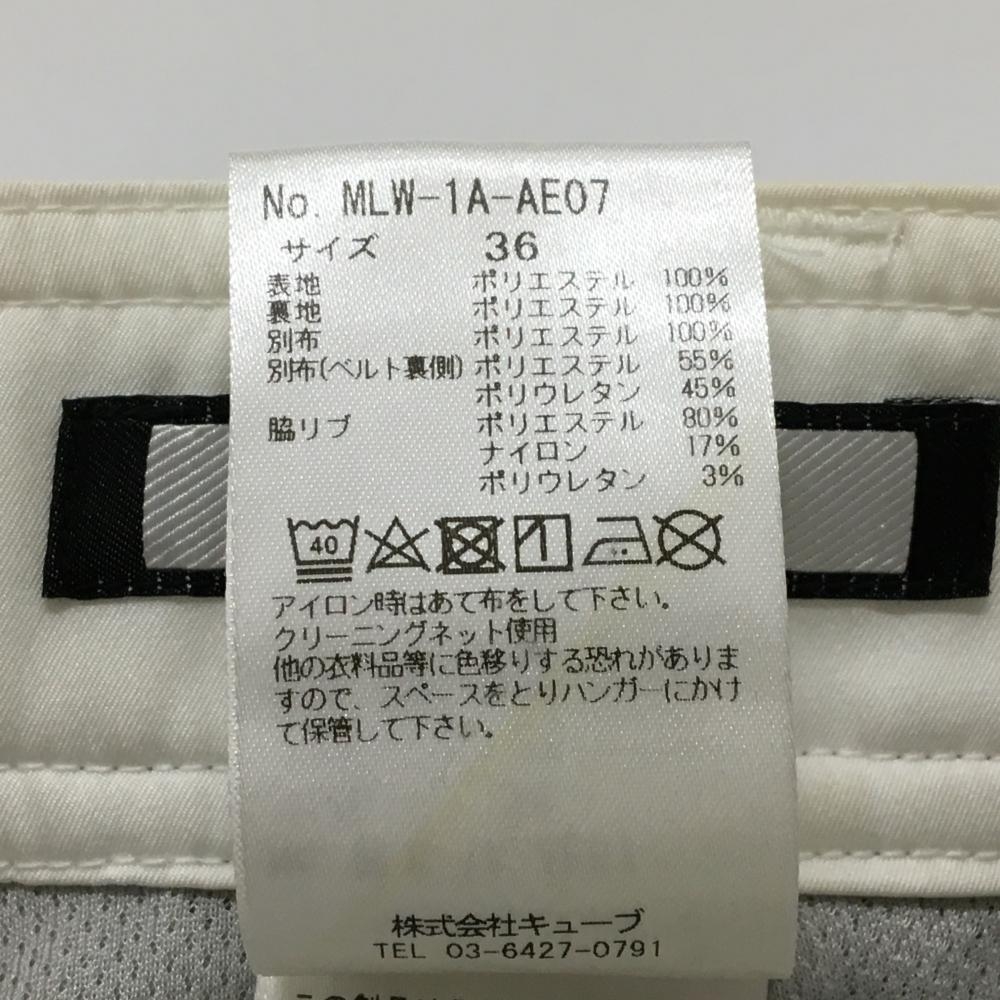 No. MLW-1A-AE07
サイズ 36
表地 ポリエステル 100%
裏地 ポリエステル 100%
別布 ポリエステル 100%
別布(ベルト裏側) ポリエステル 55%
ポリウレタン 45%
脇リブ ポリエステル 80%
ナイロン 17%
ポリウレタン 3%
40
アイロン時はあて布をして下さい。
クリーニングネット使用
他の衣料品等に色移りする恐れがありま
すので、スペースをとりハンガーにかけ
て保管して下さい。
株式会社キューブ
TEL 03-6427-0791